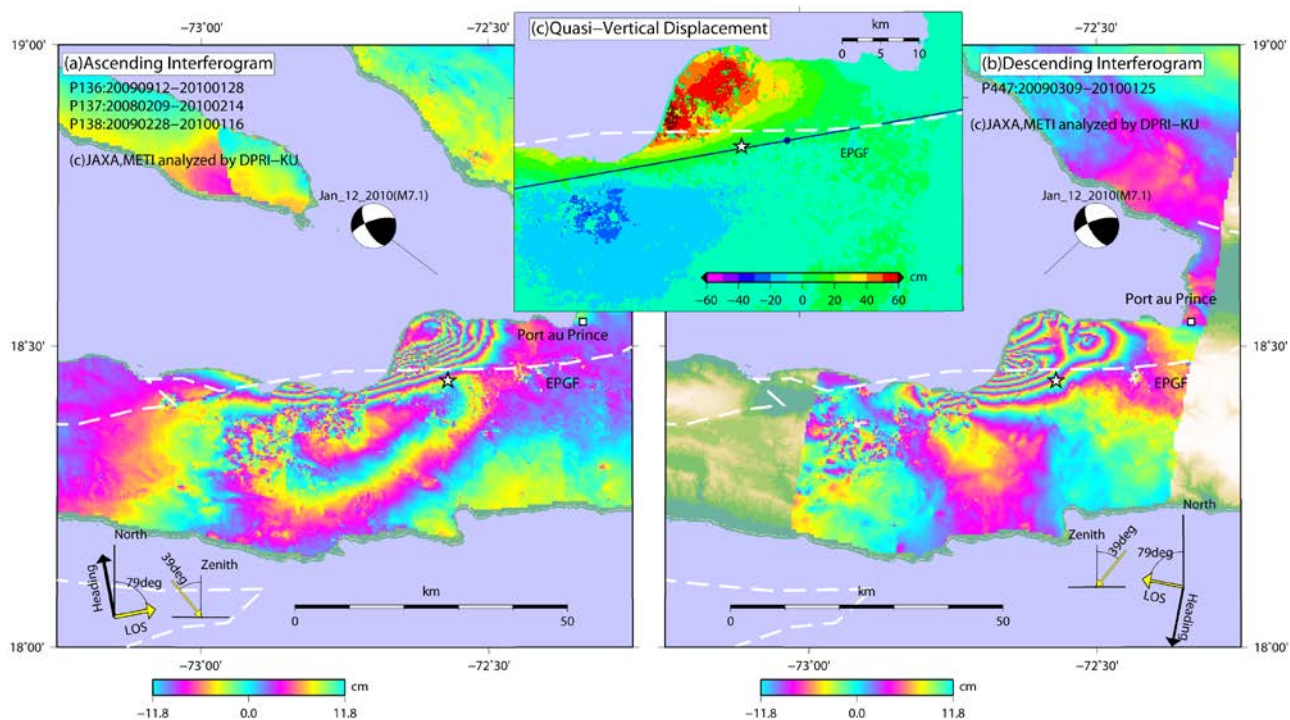 −73°00'
−72°30'
−73°00'
−72°30'
19°00'
19°00'
(a)Ascending Interferogram
P136:20090912−20100128
P137:20080209−20100214
P138:20090228−20100116
(c)JAXA,METI analyzed by DPRI−KU
Jan_12_2010(M7.1)
(c)Quasi−Vertical Displacement
km
0 5 10
EPGF
cm
−60 −40 −20 0 20 40 60
(b)Descending Interferogram
P447:20090309−20100125
(c)JAXA,METI analyzed by DPRI−KU
Jan_12_2010(M7.1)
Port au Prince
Port au Prince
18°30'
18°30'
18°30'
EPGF
EPGF
North
Zenith
39deg
79deg
Heading
LOS
km
0 50
North
Zenith
39deg
79deg
LOS
Heading
km
0 50
18°00'
18°00'
18°00'
−73°00'
−72°30'
−73°00'
−72°30'
cm
−11.8 0.0 11.8
cm
−11.8 0.0 11.8